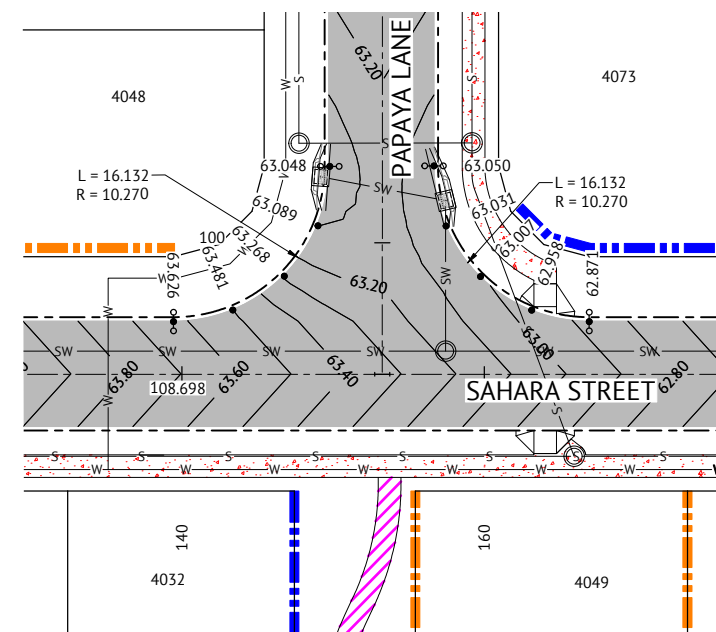 63.20
PAPAYA LANE
W
S
W
S
S
4048
4073
63.048
63.050
SW
L = 16.132
R = 10.270
L = 16.132
R = 10.270
63.089
63.031
100
63.268
63.007
63.481
W
62.958
63.626
W
62.871
63.20
W
SW
S
SW
SW
SW
SW
63.00
SW
63.80
63.60
63.40
62.80
108.698
SAHARA STREET
W
S
S
S
S
S
S
S
W
W
W
W
W
W
W
140
160
4032
4049